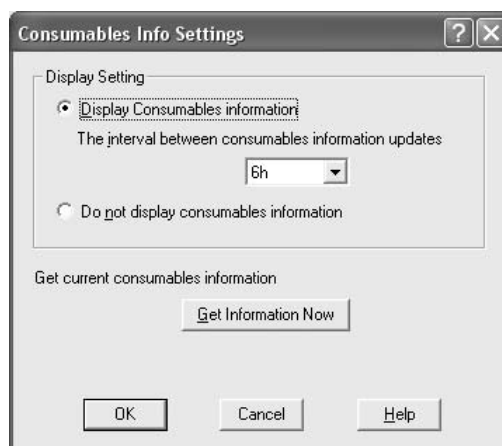 Consumables Info Settings
Display Setting
Display Consumables information
The interval between consumables information updates
6h
Do not display consumables information
Get current consumables information
Get Information Now
OK Cancel Help